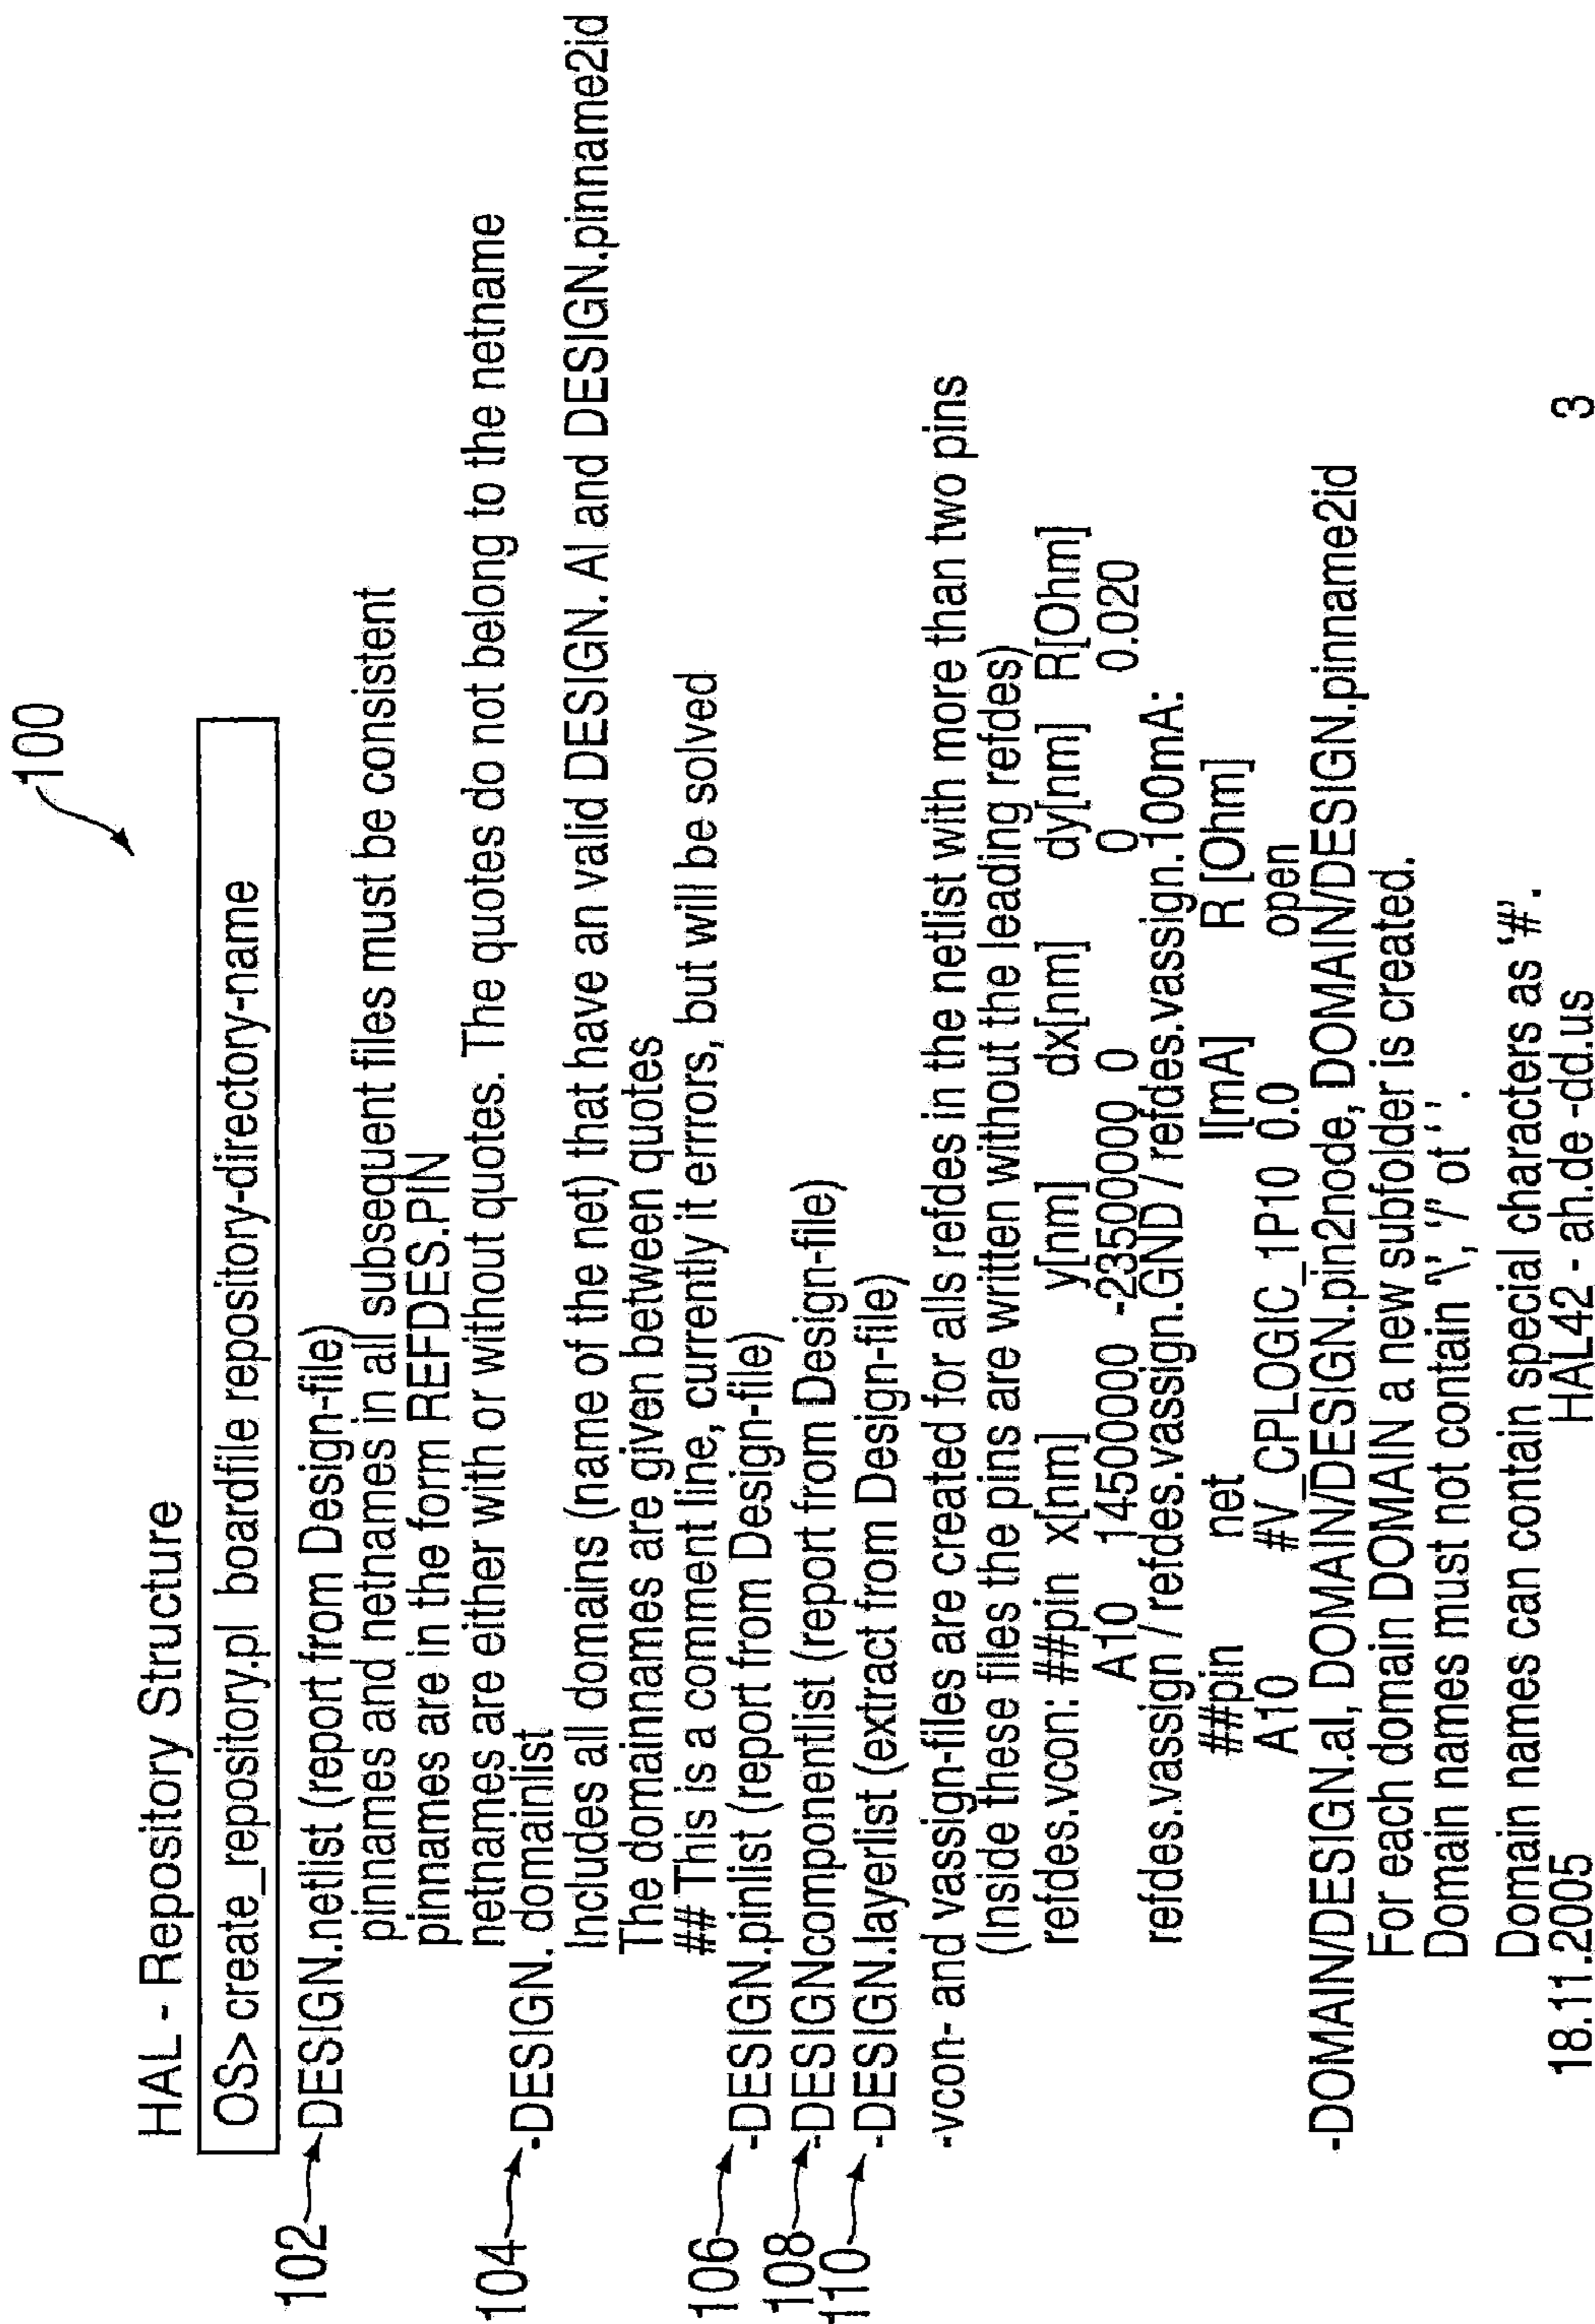 100
HAL - Repository Structure
OS> create_repository.pl boardfile repository-directory-name
102 -DESIGN.netlist (report from Design-file)
pinnames and netnames in all subsequent files must be consistent
pinnames are in the form REFDES.PIN
netnames are either with or without quotes. The quotes do not belong to the netname
104 -DESIGN. domainlist
Includes all domains (name of the net) that have an valid DESIGN. Al and DESIGN.pinname2id
The domainnames are given between quotes
## This is a comment line, currently it errrors, but will be solved
106 -DESIGN.pinlist (report from Design-file)
108 -DESIGNcomponentlist (report from Design-file)
110 -DESIGN.layerlist (extract from Design-file)
-vcon- and vassign-files are created for alls refdes in the netlist with more than two pins
(Inside these files the pins are written without the leading refdes)
refdes.vcon: ##pin x[nm] y[nm] dx[nm] dy[nm] R[Ohm]
A10 14500000 -23500000 0 0 0.020
refdes.vassign / refdes.vassign.GND / refdes.vassign.100mA:
##pin net I[mA] R [Ohm]
A10 #V_CPLOGIC_1P10 0.0 open
-DOMAIN/DESIGN.al, DOMAIN/DESIGN.pin2node, DOMAIN/DESIGN.pinname2id
For each domain DOMAIN a new subfolder is created.
Domain names must not contain '\', '/' ot ' '.
Domain names can contain special characters as '#'.
18.11.2005 HAL42 - ah.de -dd.us 3